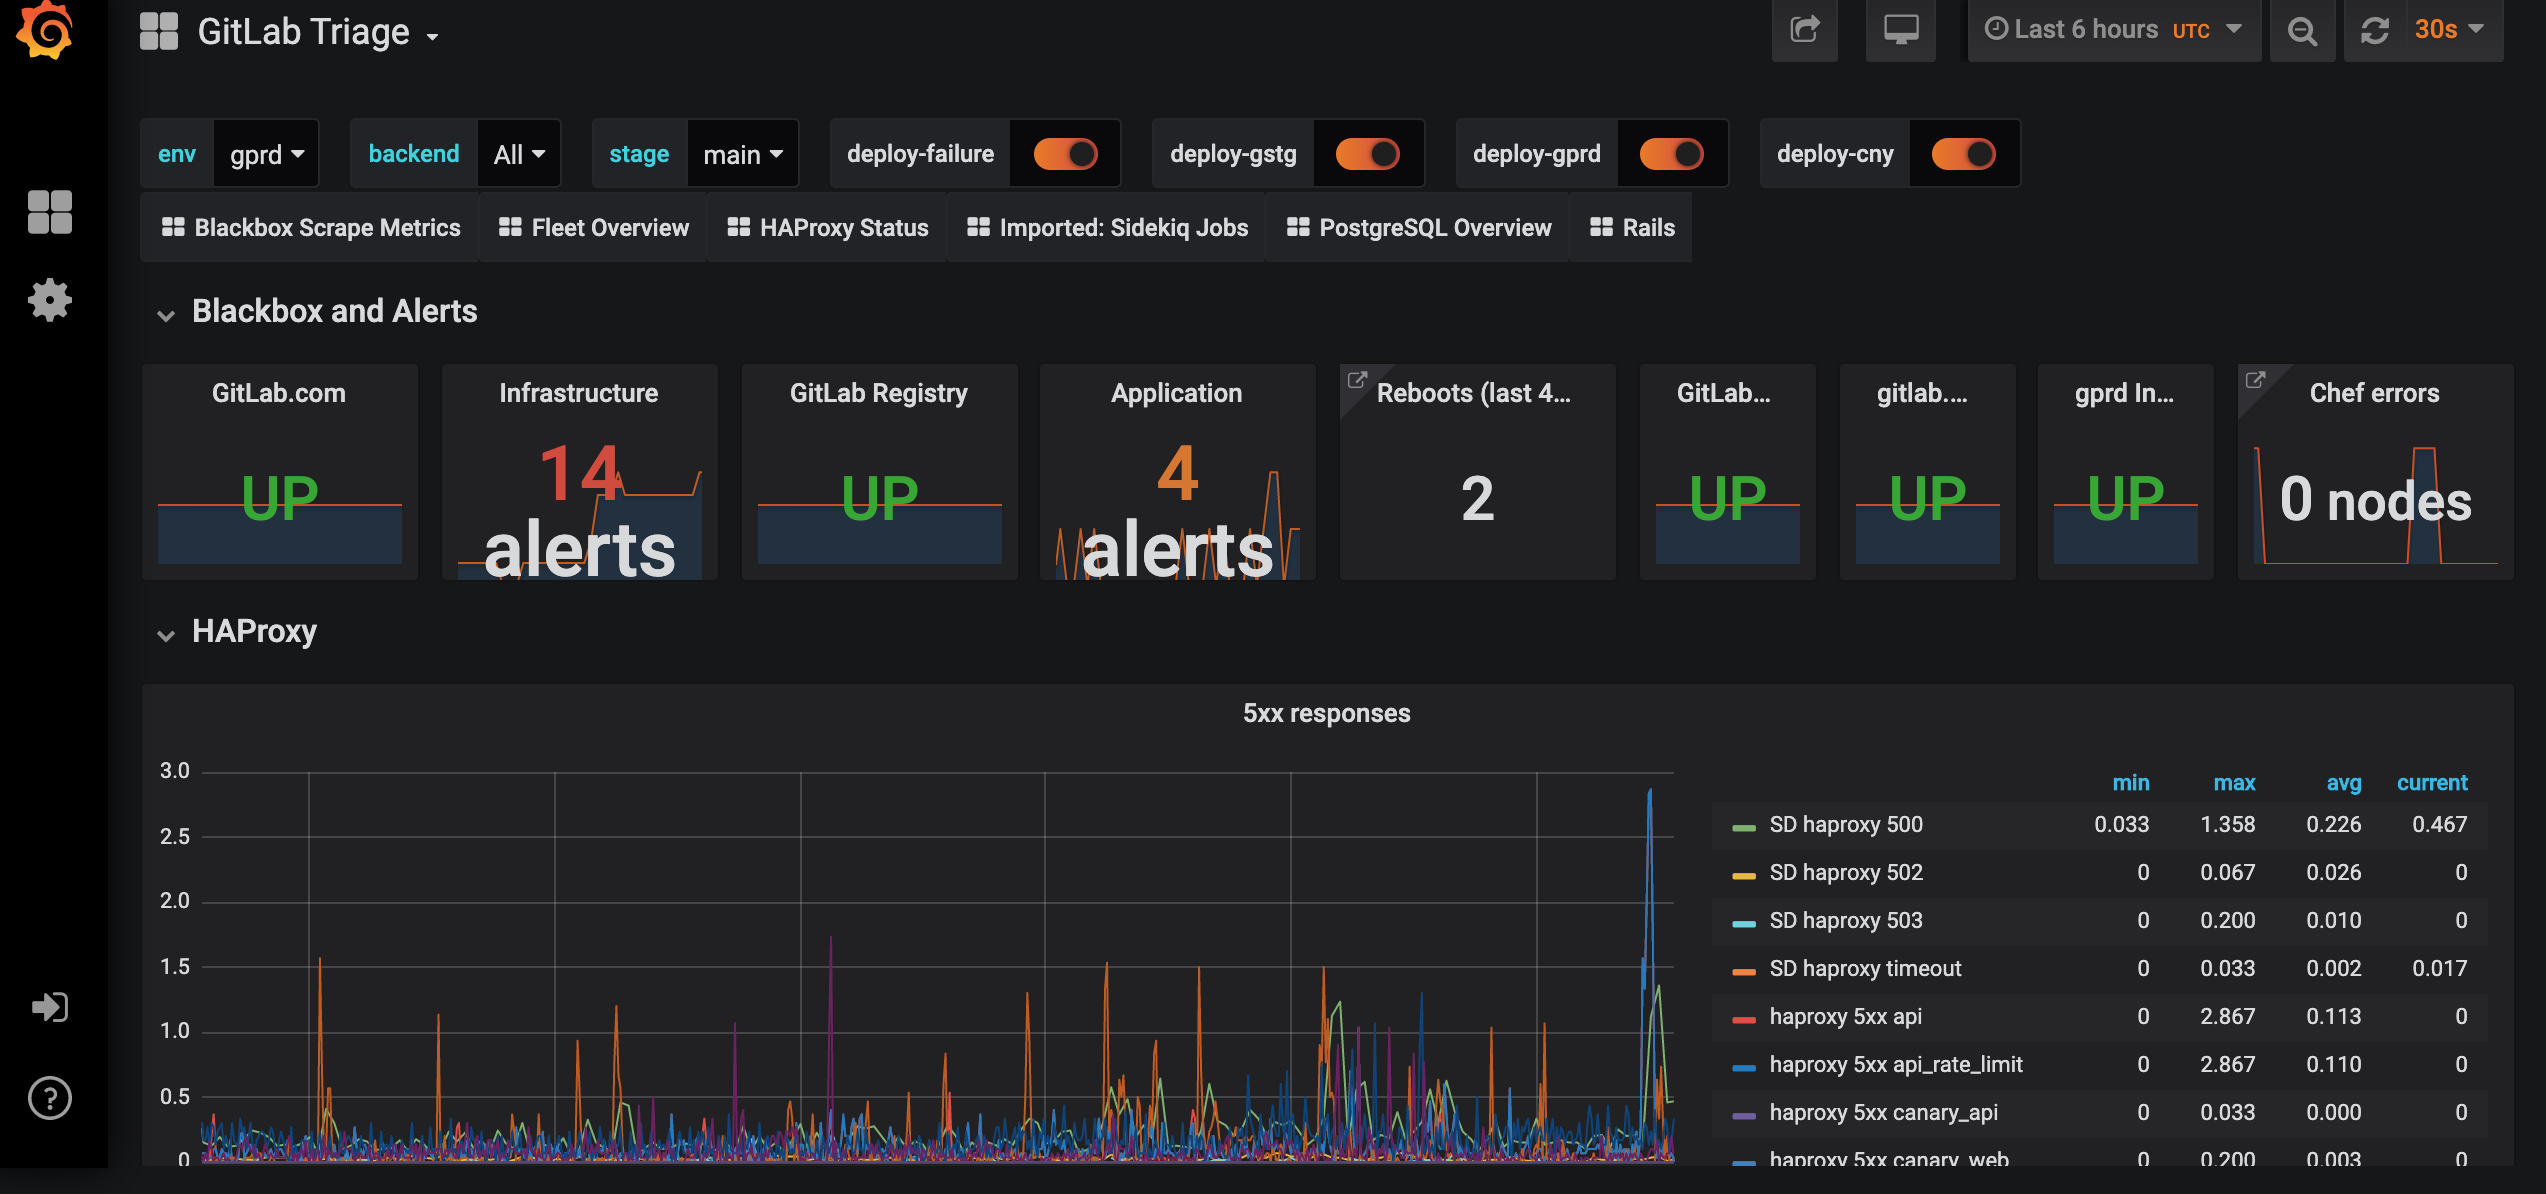 GitLab Triage
Last 6 hours UTC
30s
env gprd
backend All
stage main
deploy-failure
deploy-gstg
deploy-gprd
deploy-cny
Blackbox Scrape Metrics
Fleet Overview
HAProxy Status
Imported: Sidekiq Jobs
PostgreSQL Overview
Rails
Blackbox and Alerts
GitLab.com
UP
Infrastructure
14
alerts
GitLab Registry
UP
Application
4
alerts
Reboots (last 4...
2
GitLab...
UP
gitlab....
UP
gprd In...
UP
Chef errors
0 nodes
HAProxy
5xx responses
3.0
2.5
2.0
1.5
1.0
0.5
0
min max avg current
SD haproxy 500 0.033 1.358 0.226 0.467
SD haproxy 502 0 0.067 0.026 0
SD haproxy 503 0 0.200 0.010 0
SD haproxy timeout 0 0.033 0.002 0.017
haproxy 5xx api 0 2.867 0.113 0
haproxy 5xx api_rate_limit 0 2.867 0.110 0
haproxy 5xx canary_api 0 0.033 0.000 0
haproxy 5xx canary_web 0 0.200 0.003 0
?